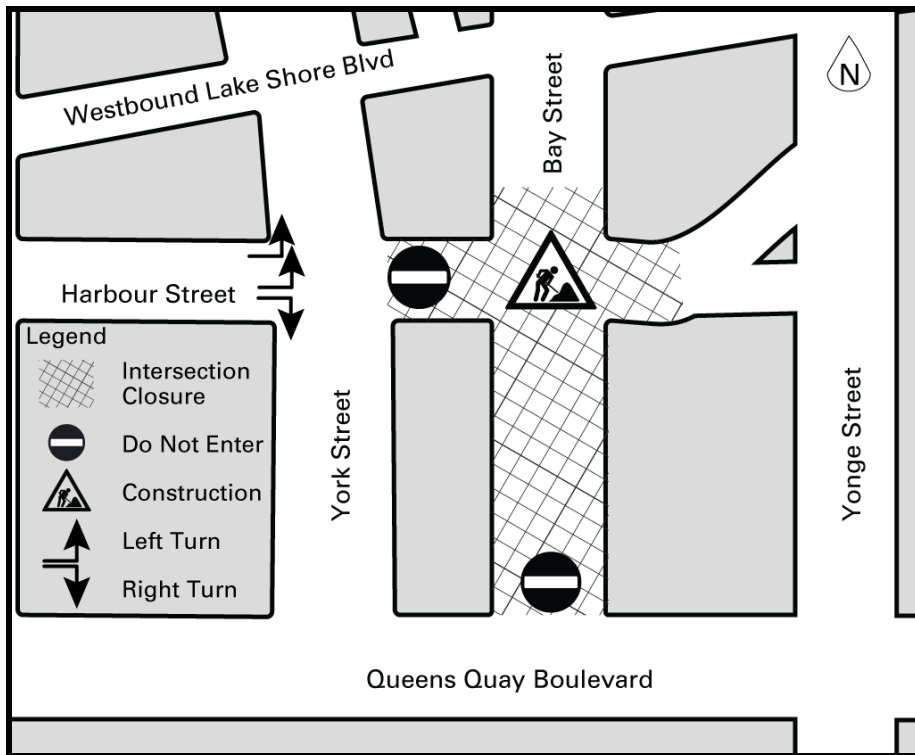 Westbound Lake Shore Blvd
Bay Street
N
Harbour Street
Legend
Intersection
Closure
Do Not Enter
Construction
Left Turn
Right Turn
York Street
Yonge Street
Queens Quay Boulevard